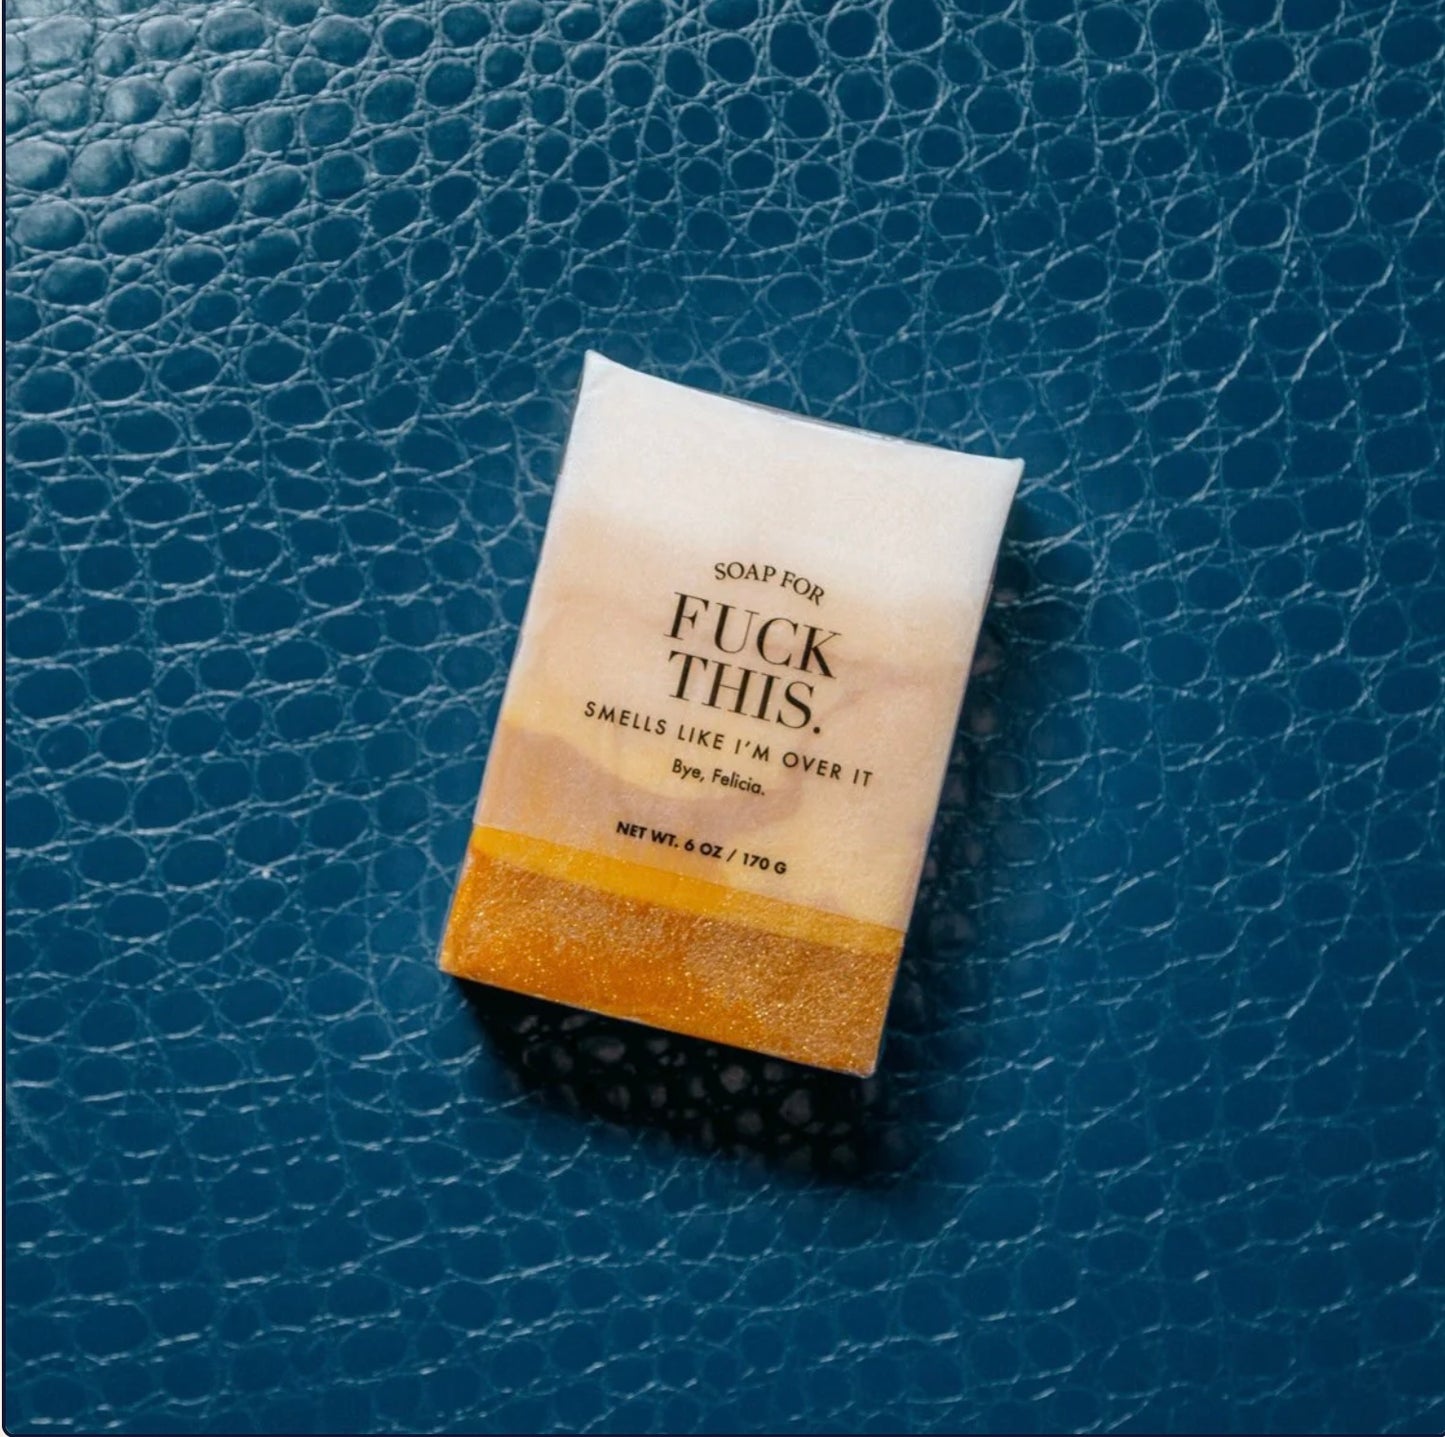 SOAP FOR
FUCK
THIS.
SMELLS LIKE I'M OVER IT
Bye, Felicia.
NET WT. 6 OZ / 170 G